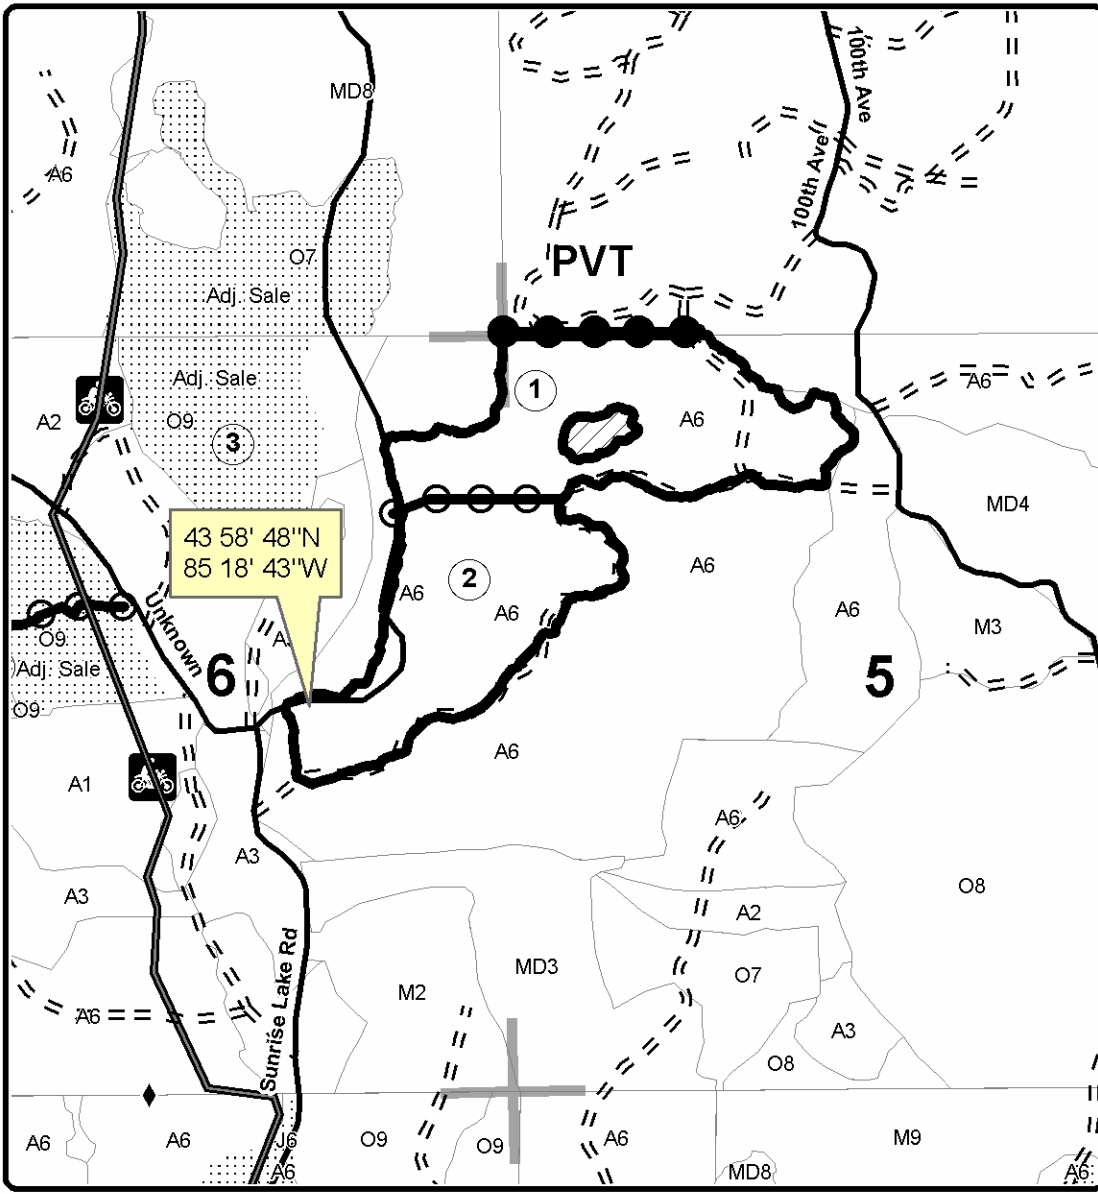 100th Ave
MD8
100th Ave
A6
O7
PVT
Adj. Sale
Adj. Sale
A6
1
A2
O9
A6
3
MD4
43 58' 48"N
85 18' 43"W
A6
2
A6
A6
A6
Unknown
M3
O9
Adj. Sale
6
5
O9
A6
A1
A6
A3
O8
A3
A2
MD3
O7
M2
Sunrise Lake Rd
A6
A3
O8
A6
A6
J6
O9
O9
A6
M9
A6
MD8
A6